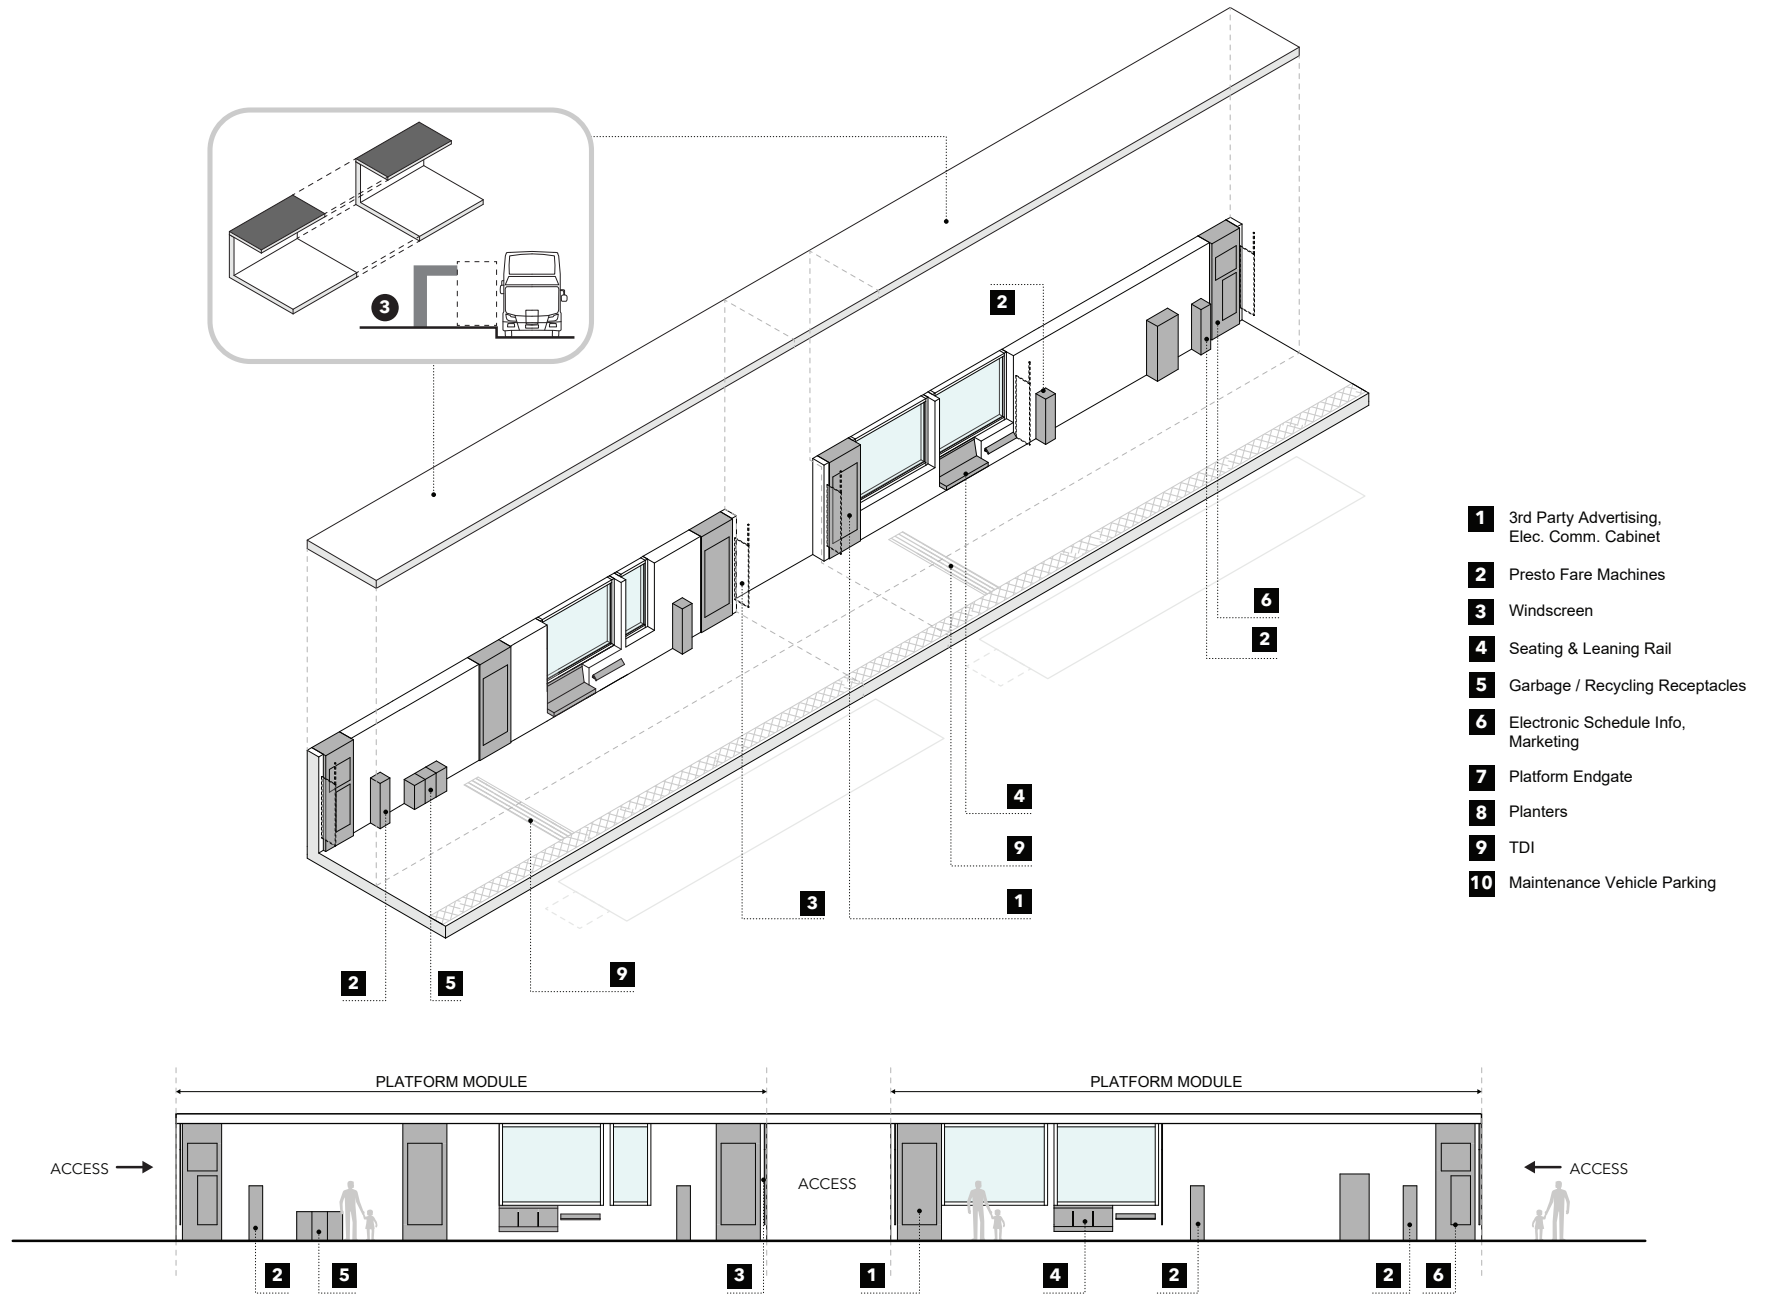 3
2
6
2
4
9
1
3
9
2
5
1 3rd Party Advertising,
Elec. Comm. Cabinet
2 Presto Fare Machines
3 Windscreen
4 Seating & Leaning Rail
5 Garbage / Recycling Receptacles
6 Electronic Schedule Info,
Marketing
7 Platform Endgate
8 Planters
9 TDI
10 Maintenance Vehicle Parking
PLATFORM MODULE
PLATFORM MODULE
ACCESS
ACCESS
ACCESS
2
5
3
1
4
2
2
6